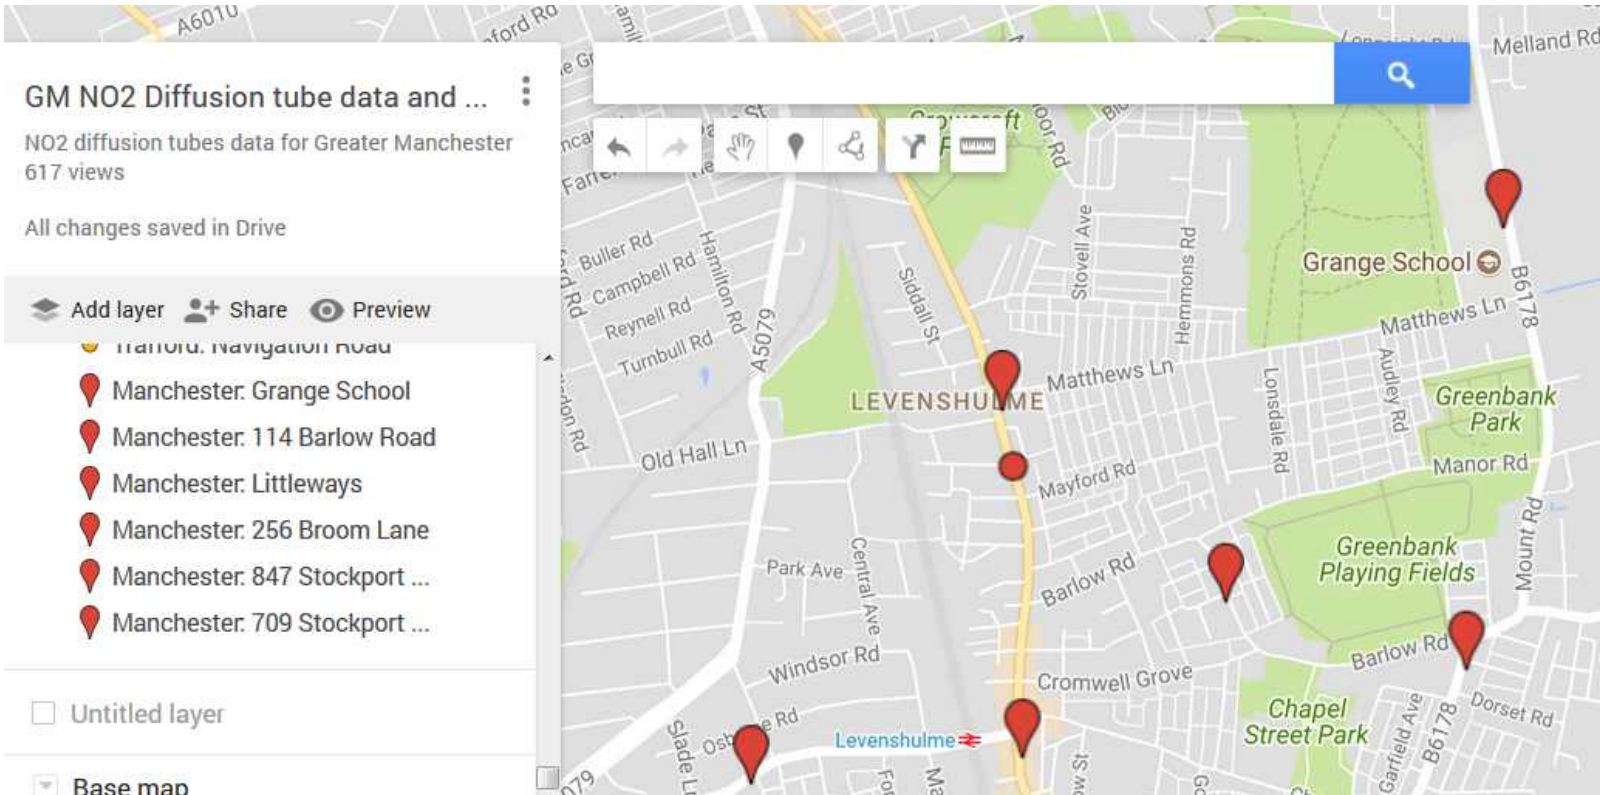 GM NO2 Diffusion tube data and ...
NO2 diffusion tubes data for Greater Manchester
617 views
All changes saved in Drive
Add layer Share Preview
Trafford: Navigation Road
Manchester: Grange School
Manchester: 114 Barlow Road
Manchester: Littleways
Manchester: 256 Broom Lane
Manchester: 847 Stockport ...
Manchester: 709 Stockport ...
Untitled layer
Base map
A6010
Melland Rd
Crowcroft
Buller Rd
Campbell Rd
Reynell Rd
Turnbull Rd
Hamilton Rd
A5079
Siddall St
Stovell Ave
Hemmons Rd
Grange School
B6178
Matthews Ln
Matthews Ln
LEVENSHULME
Lonsdale Rd
Audley Rd
Greenbank
Park
Old Hall Ln
Mayford Rd
Manor Rd
Mount Rd
Greenbank
Playing Fields
Park Ave
Central Ave
Barlow Rd
Barlow Rd
Windsor Rd
Cromwell Grove
Chapel
Street Park
Garfield Ave
B6178
Dorset Rd
Levenshulme